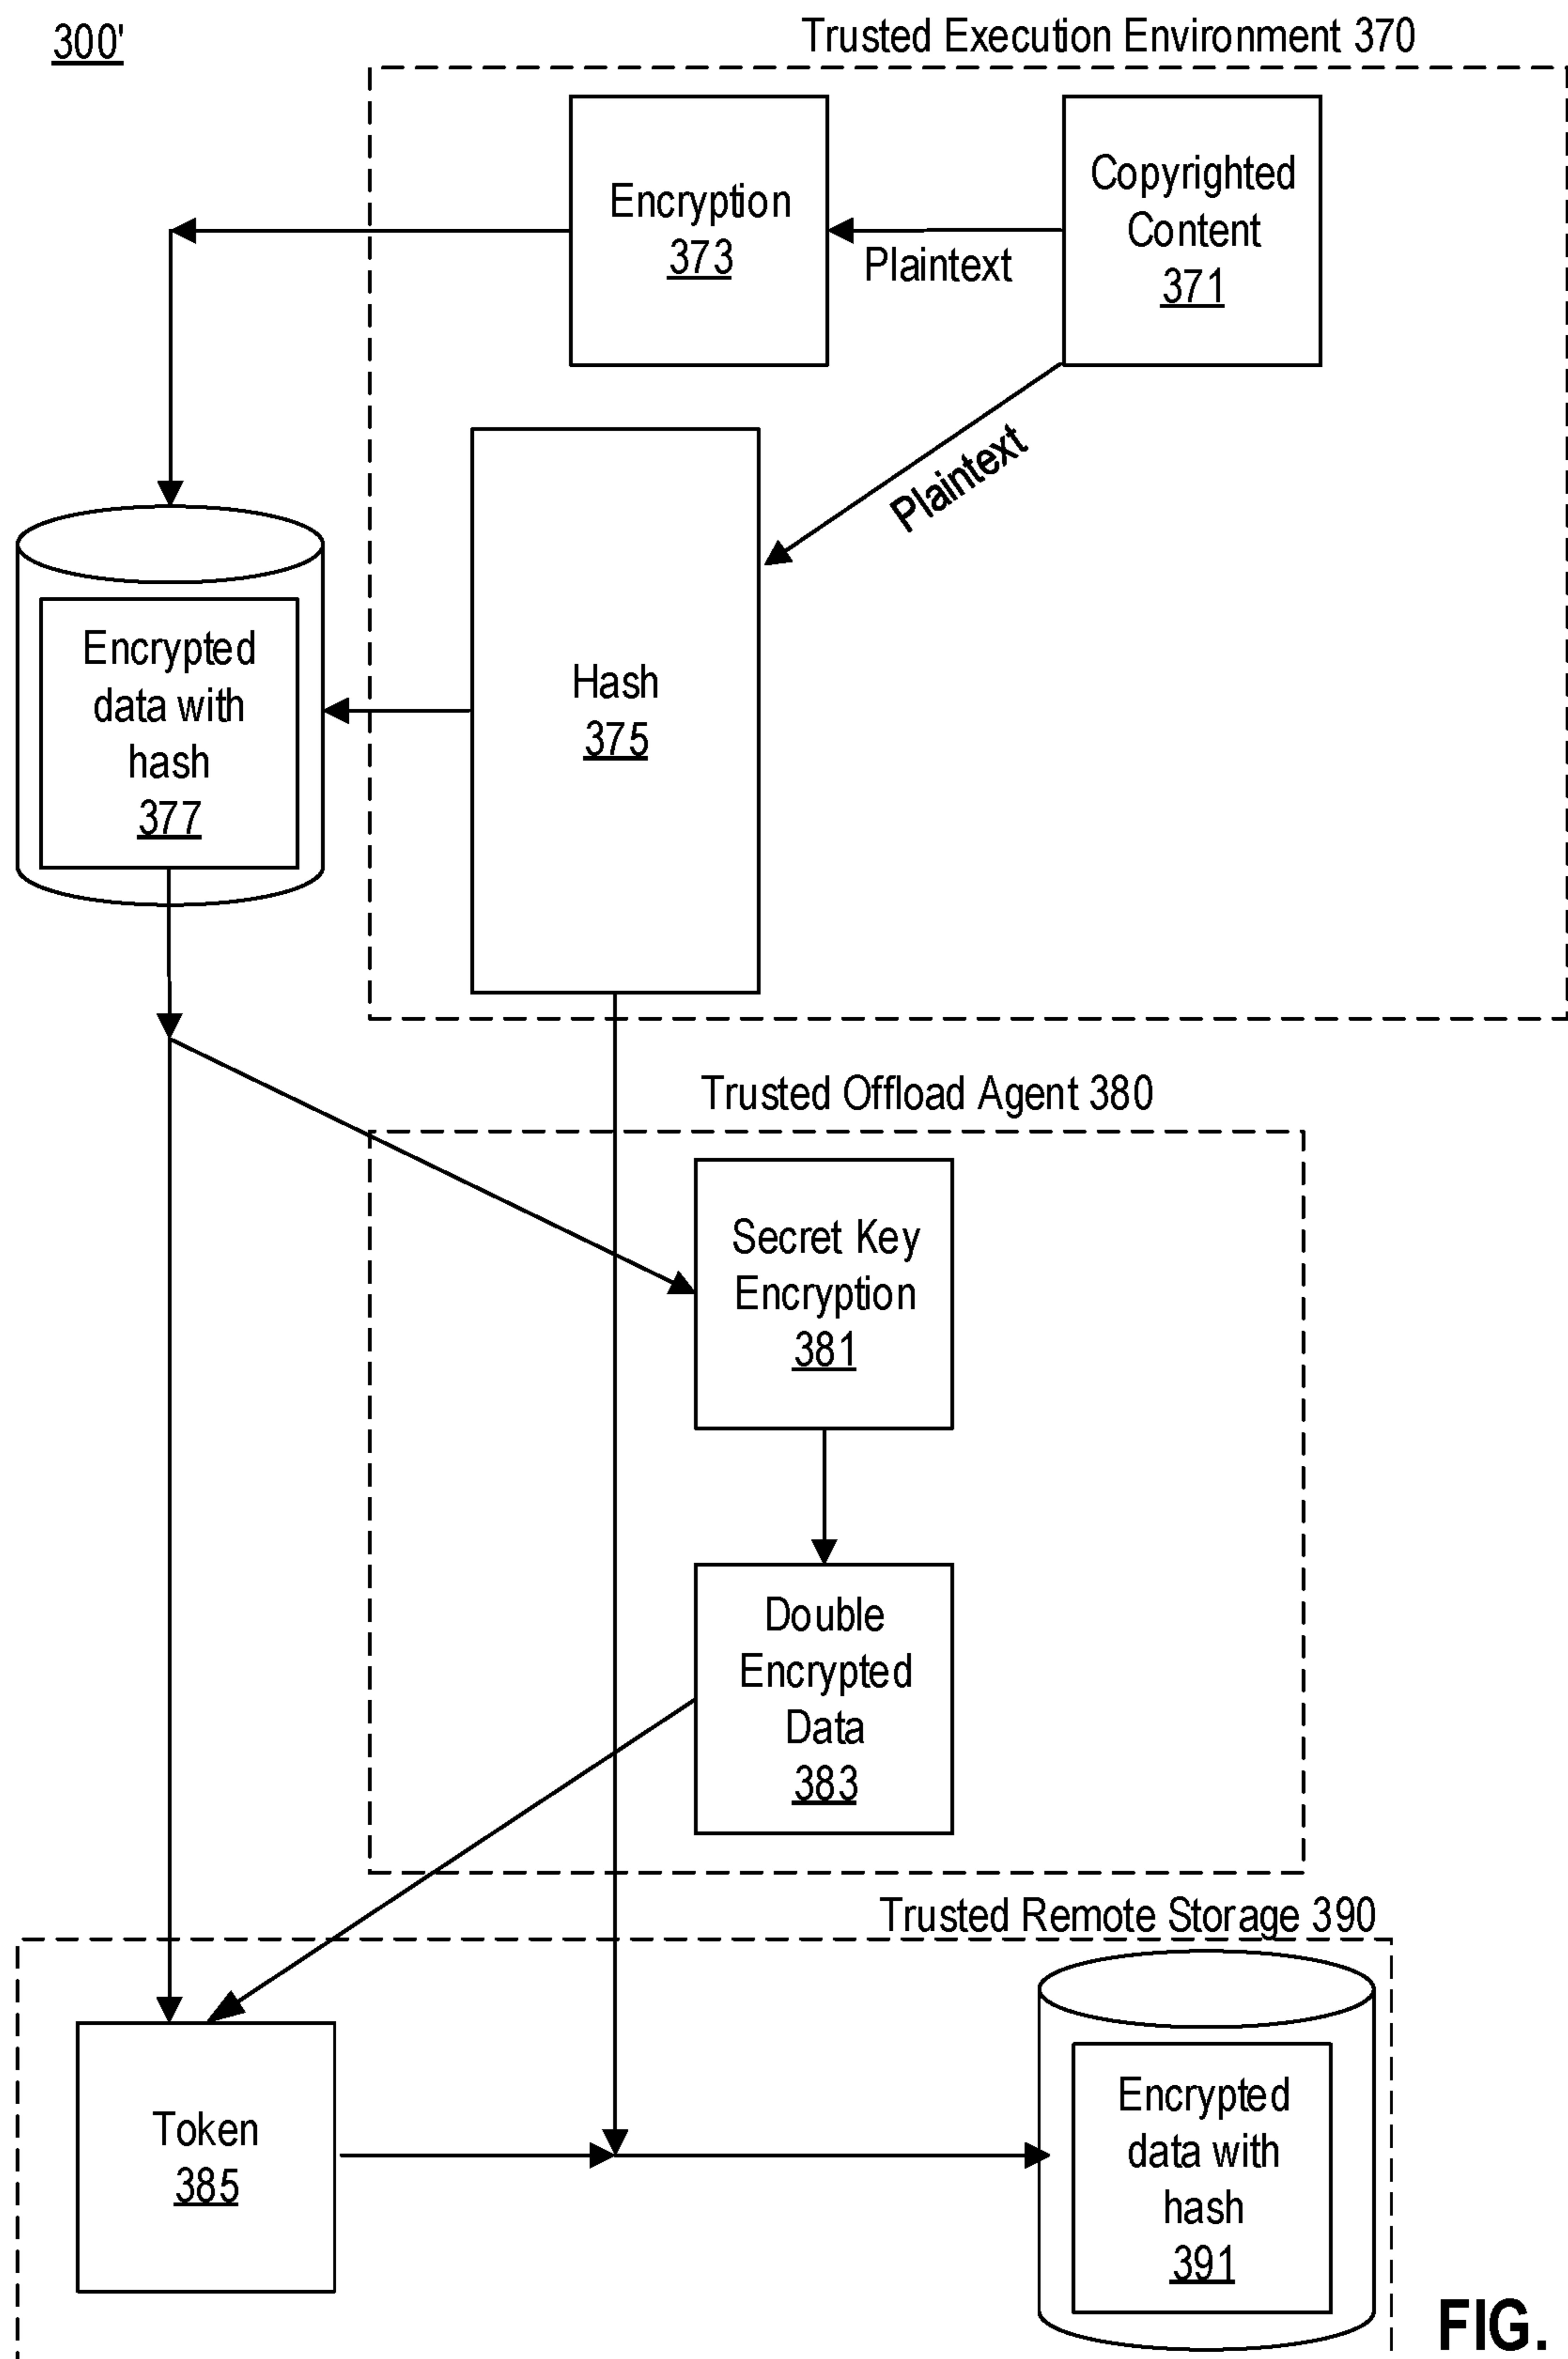 300'
Trusted Execution Environment 370
Encryption
373
Plaintext
Copyrighted
Content
371
Plaintext
Encrypted
data with
hash
377
Hash
375
Trusted Offload Agent 380
Secret Key
Encryption
381
Double
Encrypted
Data
383
Trusted Remote Storage 390
Token
385
Encrypted
data with
hash
391
FIG.